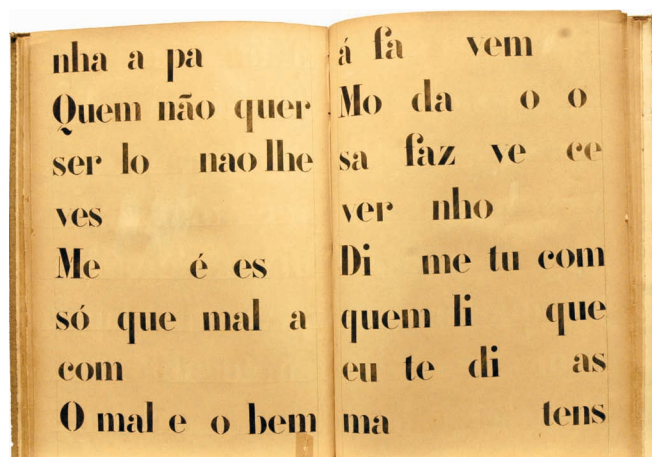 nha a pa
Quem não quer
ser lo nao lhe
ves
Me é es
só que mal a
com
O mal e o bem
á fa vem
Mo da o o
sa faz ve ce
ver nho
Di me tu com
quem li que
eu te di as
ma tens